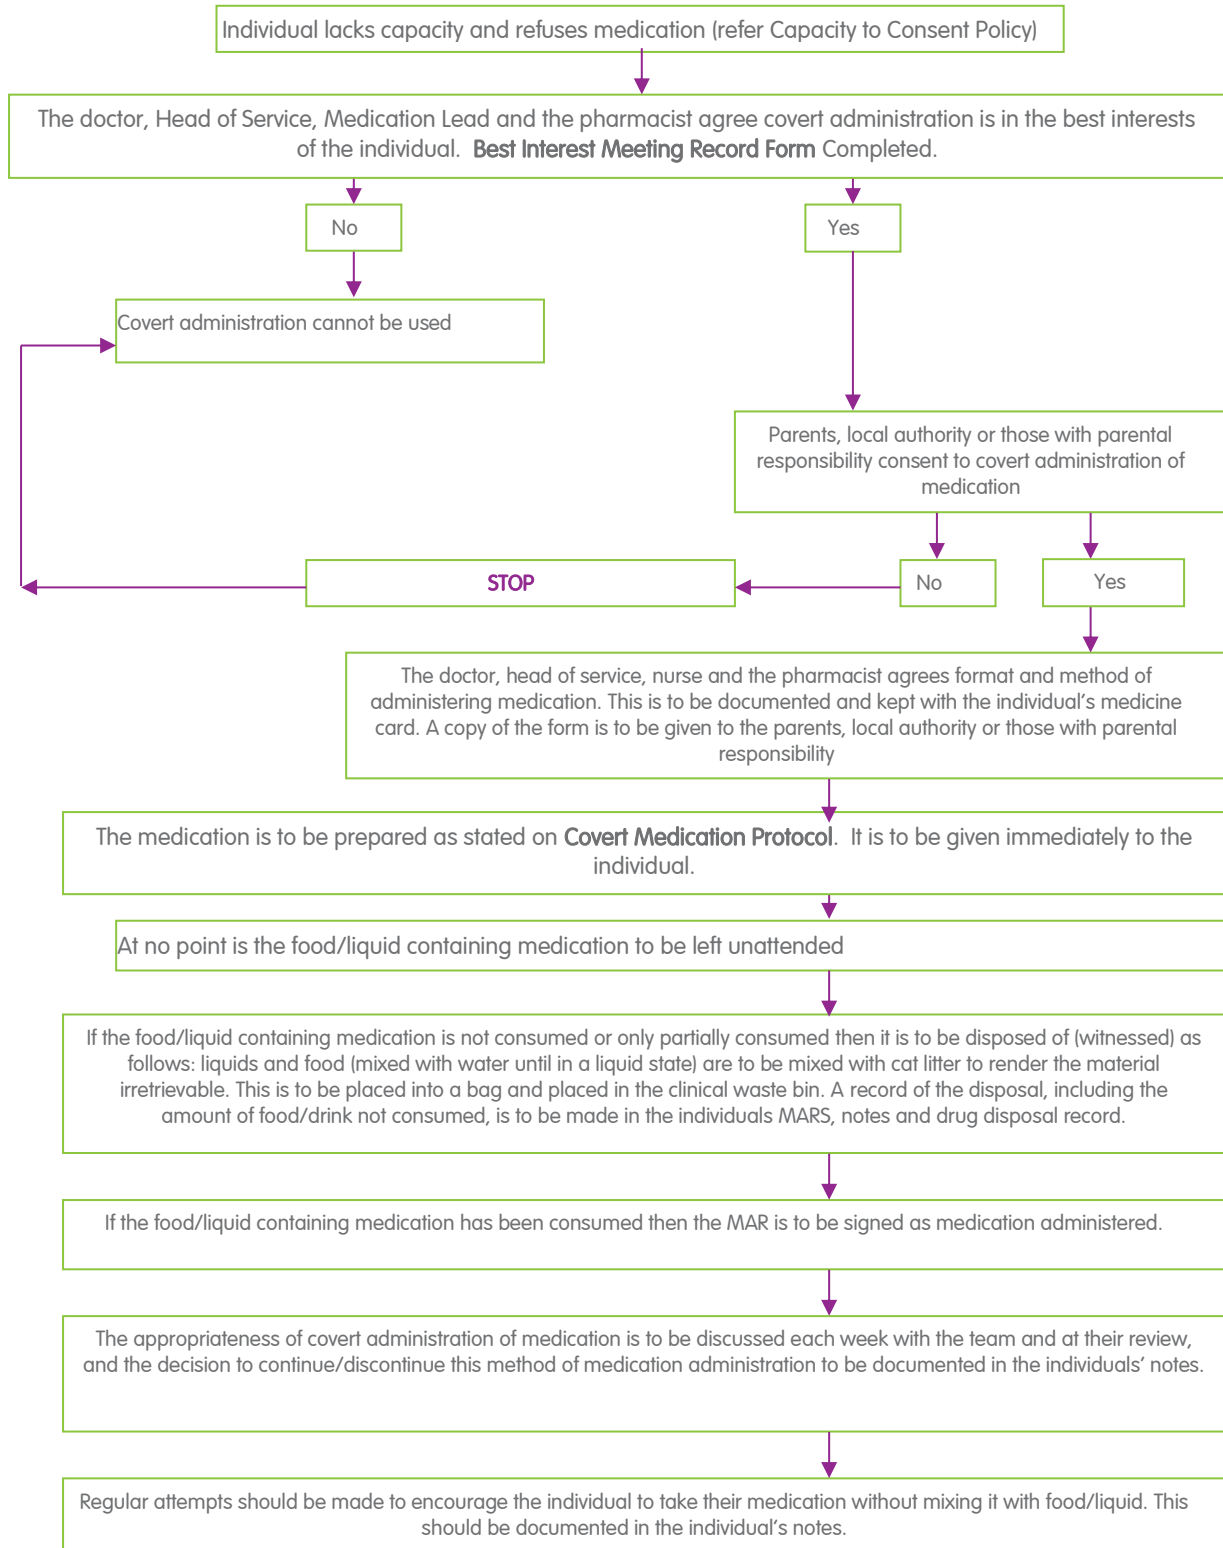 Individual lacks capacity and refuses medication (refer Capacity to Consent Policy)
The doctor, Head of Service, Medication Lead and the pharmacist agree covert administration is in the best interests
of the individual.  Best Interest Meeting Record Form Completed.
No
Yes
Covert administration cannot be used
Parents, local authority or those with parental
responsibility consent to covert administration of
medication
STOP
No
Yes
The doctor, head of service, nurse and the pharmacist agrees format and method of
administering medication. This is to be documented and kept with the individual’s medicine
card. A copy of the form is to be given to the parents, local authority or those with parental
responsibility
The medication is to be prepared as stated on Covert Medication Protocol.  It is to be given immediately to the
individual.
At no point is the food/liquid containing medication to be left unattended
If the food/liquid containing medication is not consumed or only partially consumed then it is to be disposed of (witnessed) as
follows: liquids and food (mixed with water until in a liquid state) are to be mixed with cat litter to render the material
irretrievable. This is to be placed into a bag and placed in the clinical waste bin. A record of the disposal, including the
amount of food/drink not consumed, is to be made in the individuals MARS, notes and drug disposal record.
If the food/liquid containing medication has been consumed then the MAR is to be signed as medication administered.
The appropriateness of covert administration of medication is to be discussed each week with the team and at their review,
and the decision to continue/discontinue this method of medication administration to be documented in the individuals’ notes.
Regular attempts should be made to encourage the individual to take their medication without mixing it with food/liquid. This
should be documented in the individual’s notes.